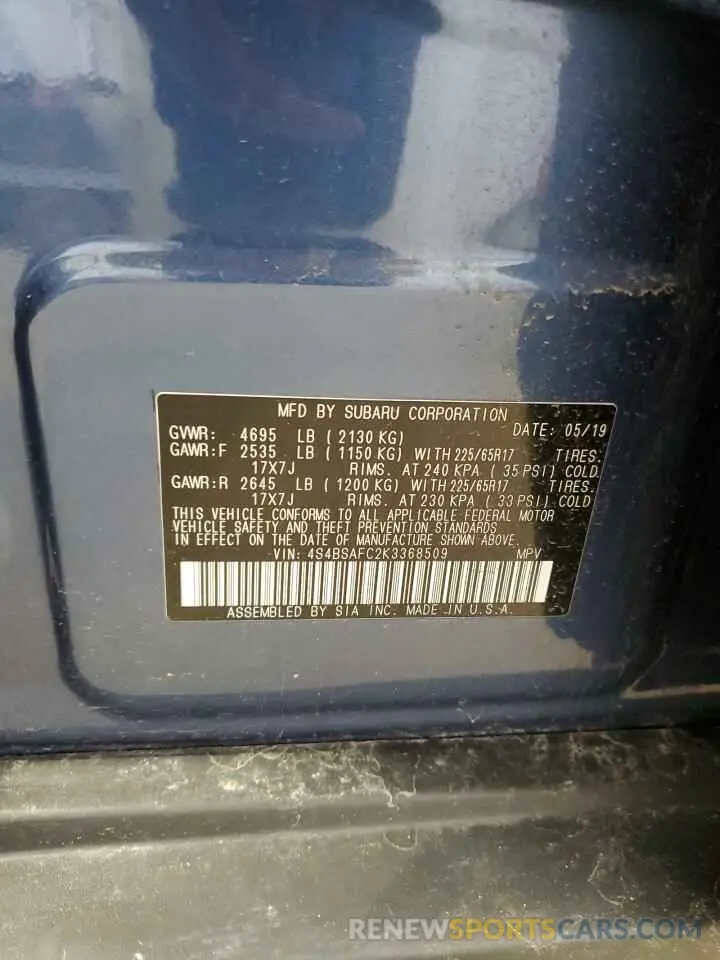 MFD BY SUBARU CORPORATION
GVWR: 4695 LB (2130 KG) DATE: 05/19
GAWR:F 2535 LB (1150 KG) WITH 225/65R17 TIRES.
17X7J RIMS. AT 240 KPA (35 PSI) COLD
GAWR:R 2645 LB (1200 KG) WITH 225/65R17 TIRES.
17X7J RIMS. AT 230 KPA (33 PSI) COLD
THIS VEHICLE CONFORMS TO ALL APPLICABLE FEDERAL MOTOR
VEHICLE SAFETY AND THEFT PREVENTION STANDARDS
IN EFFECT ON THE DATE OF MANUFACTURE SHOWN ABOVE.
VIN: 4S4BSAFC2K3368509 MPV
ASSEMBLED BY SIA INC. MADE IN U.S.A.
RENEWSPORTSCARS.COM